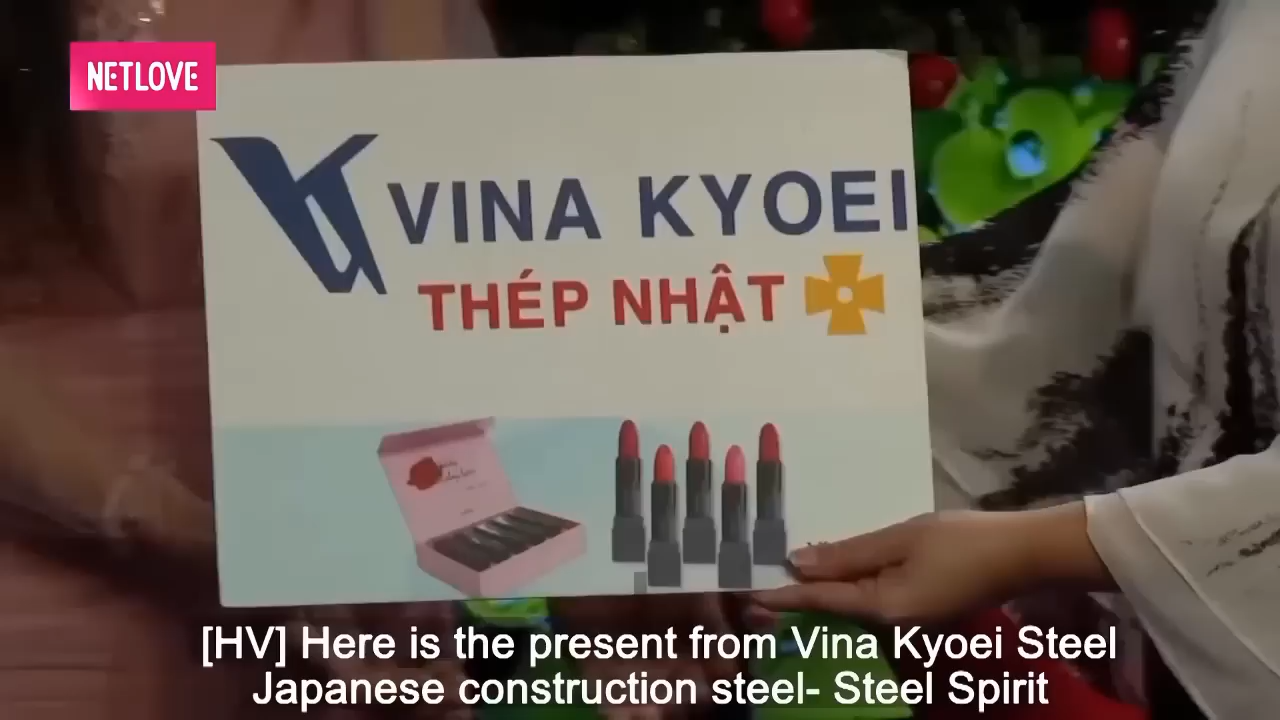 NETLOVE
VINA KYOEI
THÉP NHẬT
[HV] Here is the present from Vina Kyoei Steel
Japanese construction steel- Steel Spirit